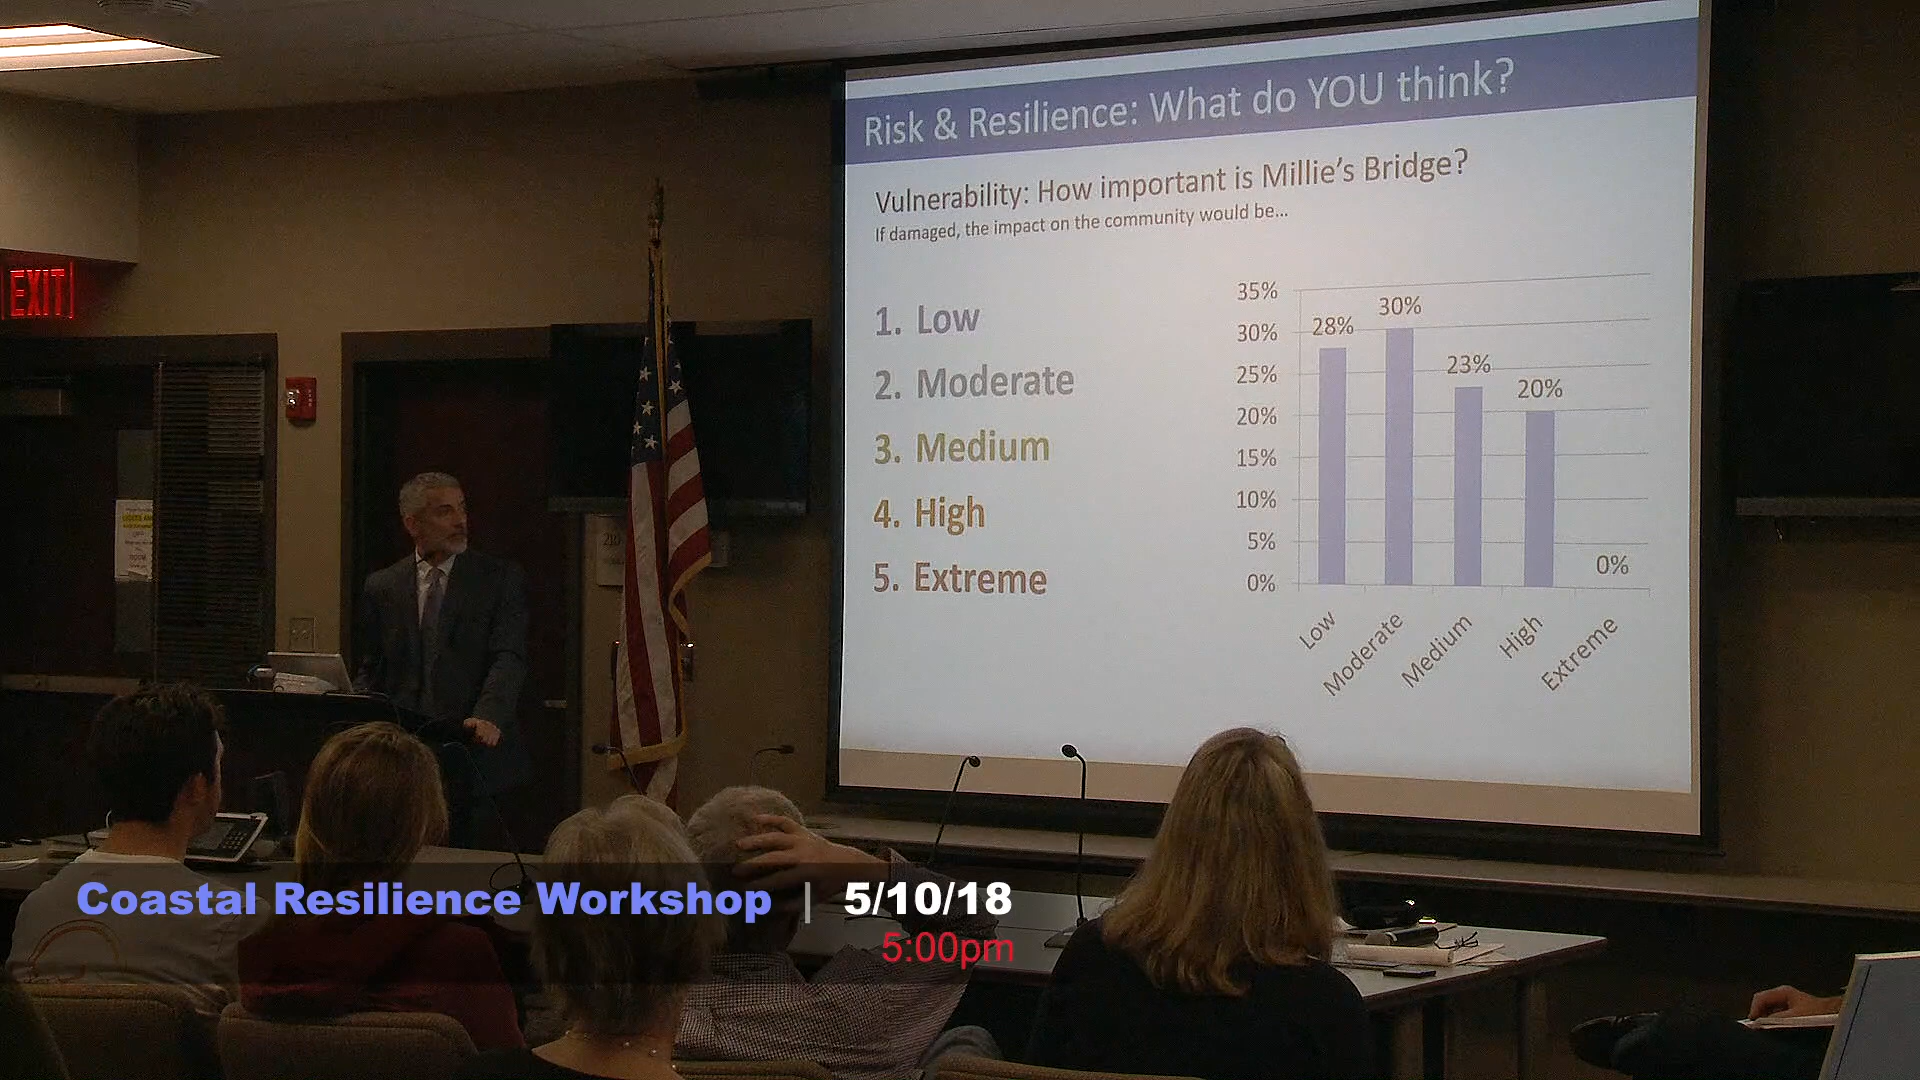 Risk & Resilience: What do YOU think?
Vulnerability: How important is Millie's Bridge?
If damaged, the impact on the community would be...
1. Low
2. Moderate
3. Medium
4. High
5. Extreme
35%
30%
25%
20%
15%
10%
5%
0%
28%
30%
23%
20%
0%
Low
Moderate
Medium
High
Extreme
EXIT
Coastal Resilience Workshop | 5/10/18
5:00pm